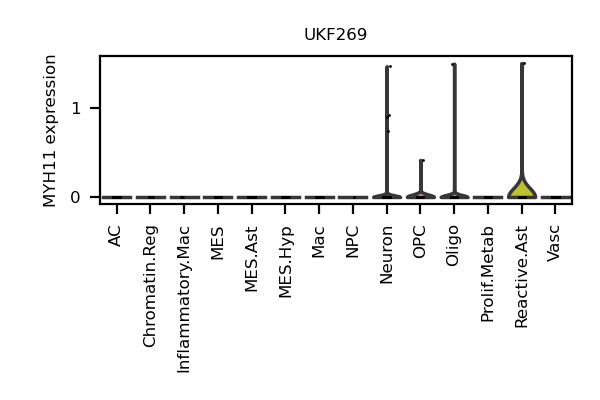 UKF269
MYH11 expression
1
0
AC
Chromatin.Reg
Inflammatory.Mac
MES
MES.Ast
MES.Hyp
Mac
NPC
Neuron
OPC
Oligo
Prolif.Metab
Reactive.Ast
Vasc